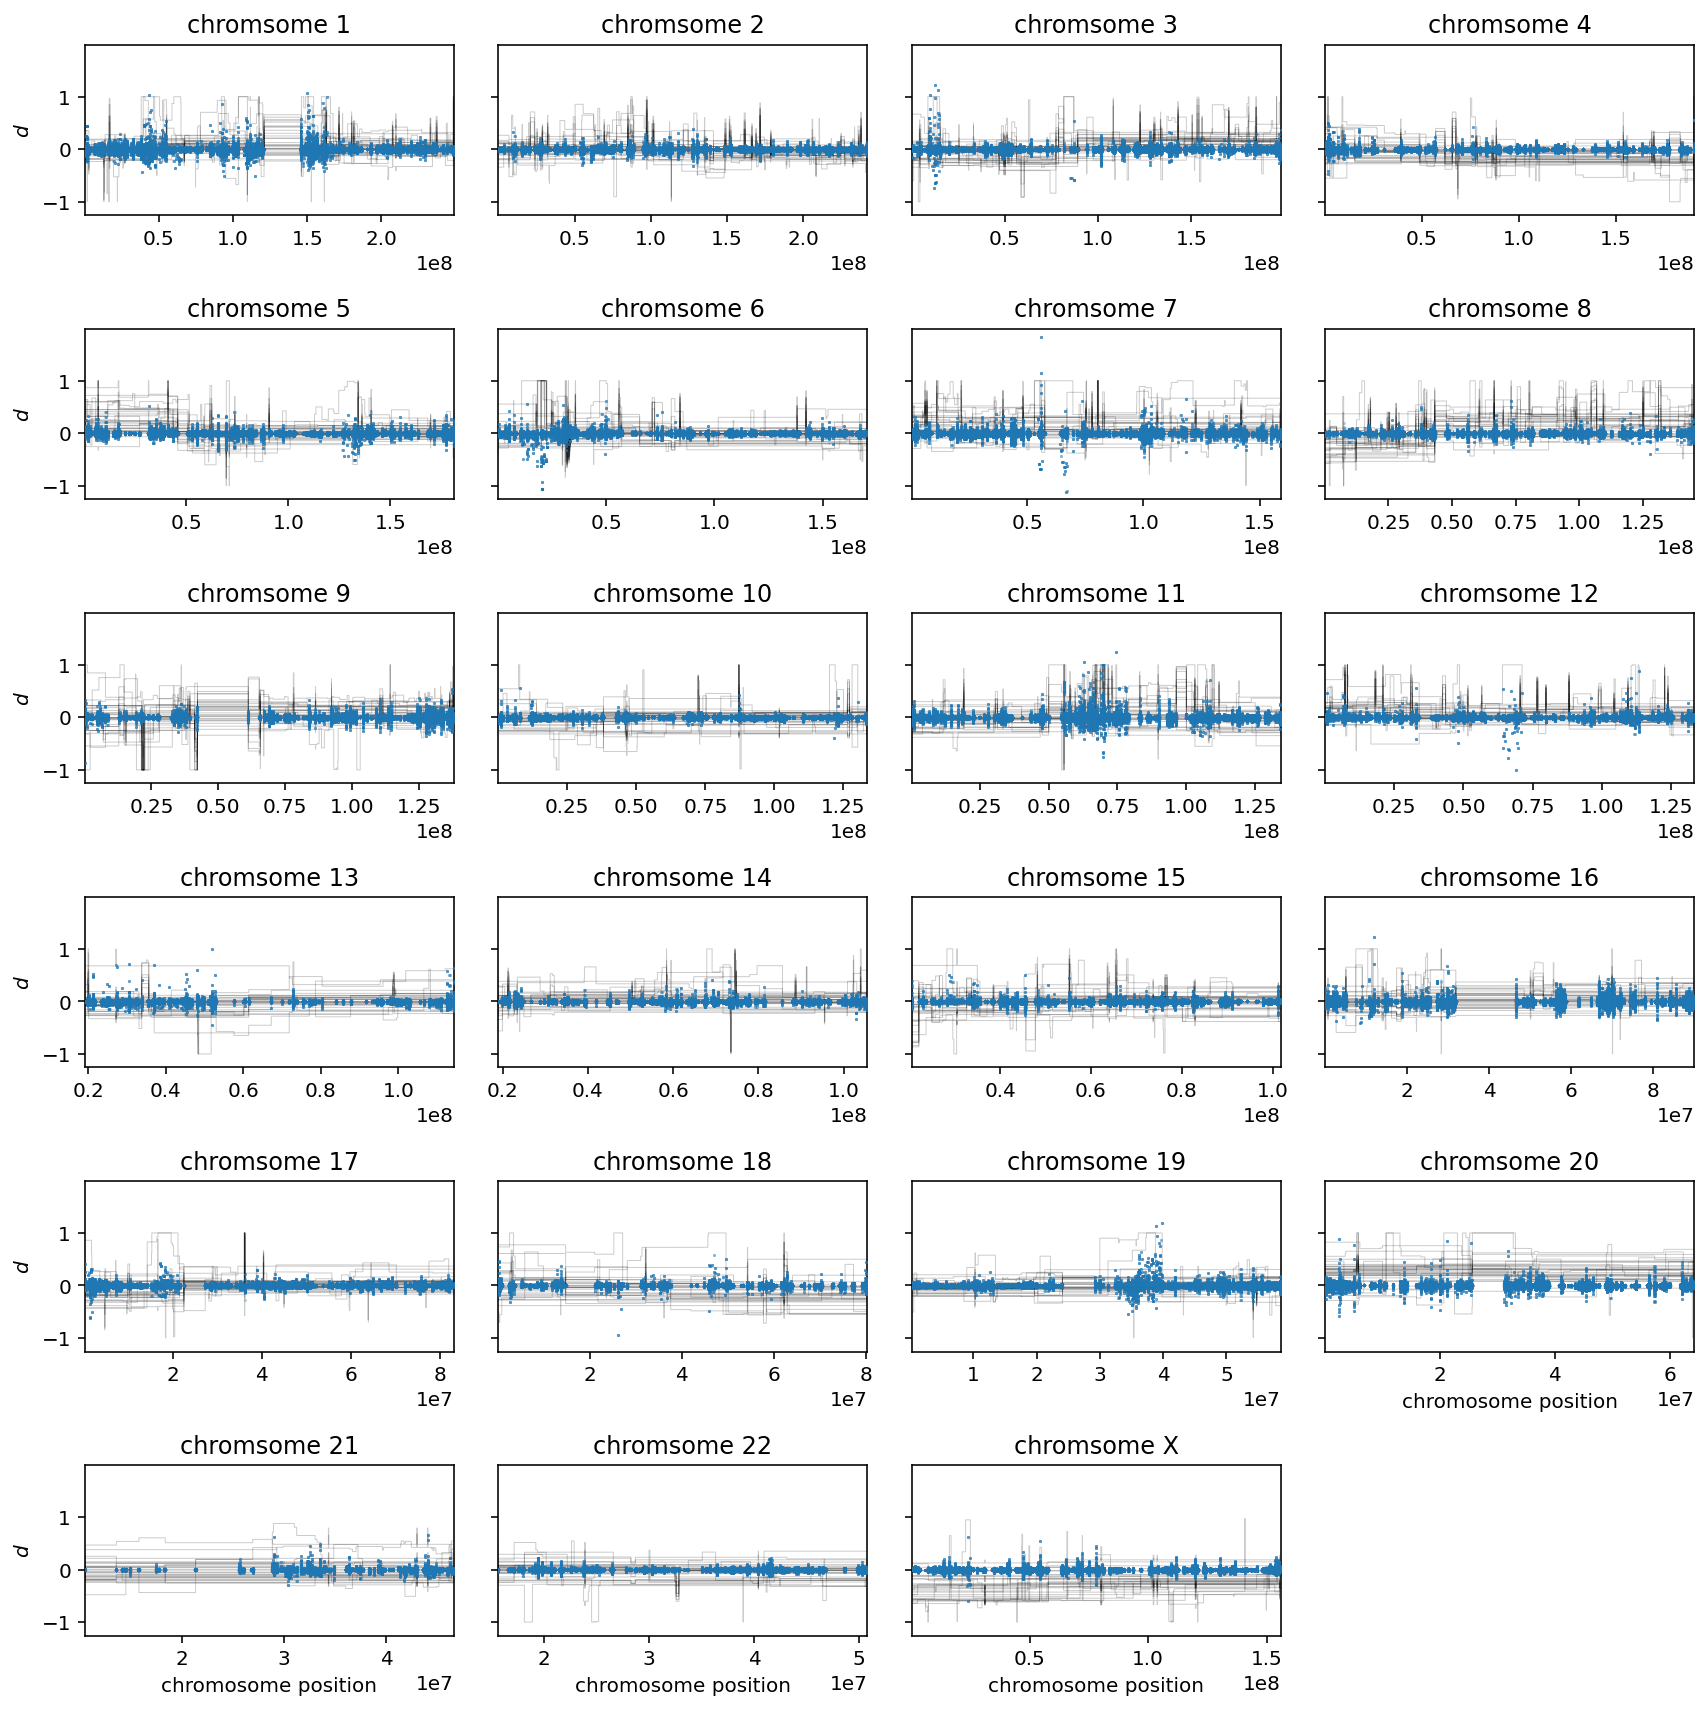 chromsome 1 chromsome 2 chromsome 3 chromsome 4
d
1
0
−1
0.5 1.0 1.5 2.0 0.5 1.0 1.5 2.0 0.5 1.0 1.5 0.5 1.0 1.5
1e8 1e8 1e8 1e8
chromsome 5 chromsome 6 chromsome 7 chromsome 8
d
1
0
−1
0.5 1.0 1.5 0.5 1.0 1.5 0.5 1.0 1.5 0.25 0.50 0.75 1.00 1.25
1e8 1e8 1e8 1e8
chromsome 9 chromsome 10 chromsome 11 chromsome 12
d
1
0
−1
0.25 0.50 0.75 1.00 1.25 0.25 0.50 0.75 1.00 1.25 0.25 0.50 0.75 1.00 1.25 0.25 0.50 0.75 1.00 1.25
1e8 1e8 1e8 1e8
chromsome 13 chromsome 14 chromsome 15 chromsome 16
d
1
0
−1
0.2 0.4 0.6 0.8 1.0 0.2 0.4 0.6 0.8 1.0 0.4 0.6 0.8 1.0 2 4 6 8
1e8 1e8 1e8 1e7
chromsome 17 chromsome 18 chromsome 19 chromsome 20
d
1
0
−1
2 4 6 8 2 4 6 8 1 2 3 4 5 2 4 6
1e7 1e7 1e7 chromosome position 1e7
chromsome 21 chromsome 22 chromsome X
d
1
0
−1
2 3 4 2 3 4 5 0.5 1.0 1.5
chromosome position 1e7 chromosome position 1e7 chromosome position 1e8